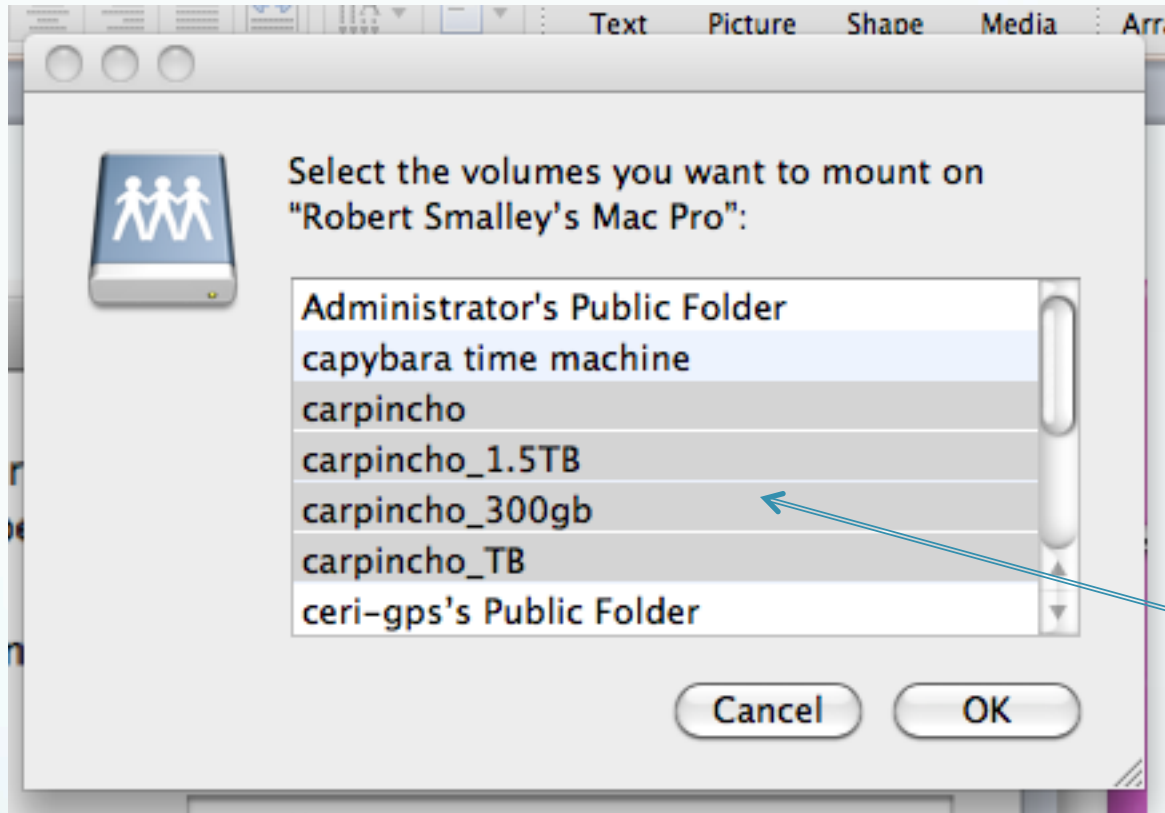 Text Picture Shape Media Arra
Select the volumes you want to mount on
“Robert Smalley’s Mac Pro”:
Administrator's Public Folder
capybara time machine
carpincho
carpincho_1.5TB
carpincho_300gb
carpincho_TB
ceri-gps’s Public Folder
Cancel OK